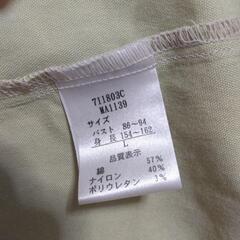 711803C
MA1139
サイズ
バスト 86~94
身長 154~162
L
品質表示
綿 57%
ナイロン 40%
ポリウレタン 3%